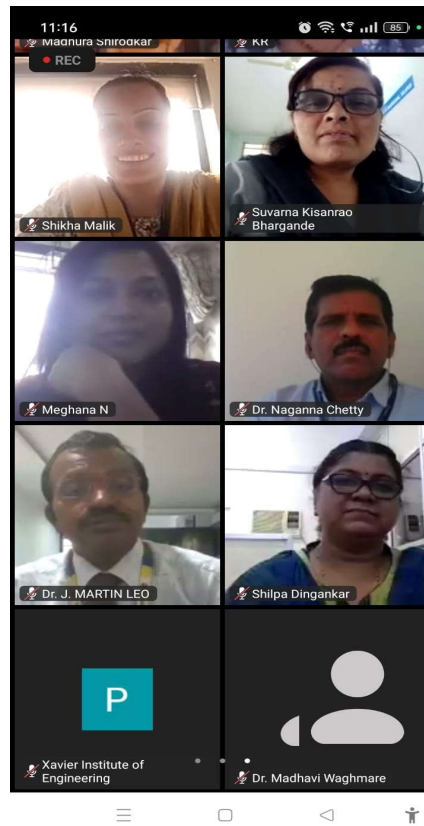 11:16
85
Madhura Shirodkar
KR
REC
Shikha Malik
Suvarna Kisanrao
Bhargande
Meghana N
Dr. Naganna Chetty
Dr. J. MARTIN LEO
Shilpa Dingankar
P
Xavier Institute of
Engineering
Dr. Madhavi Waghmare